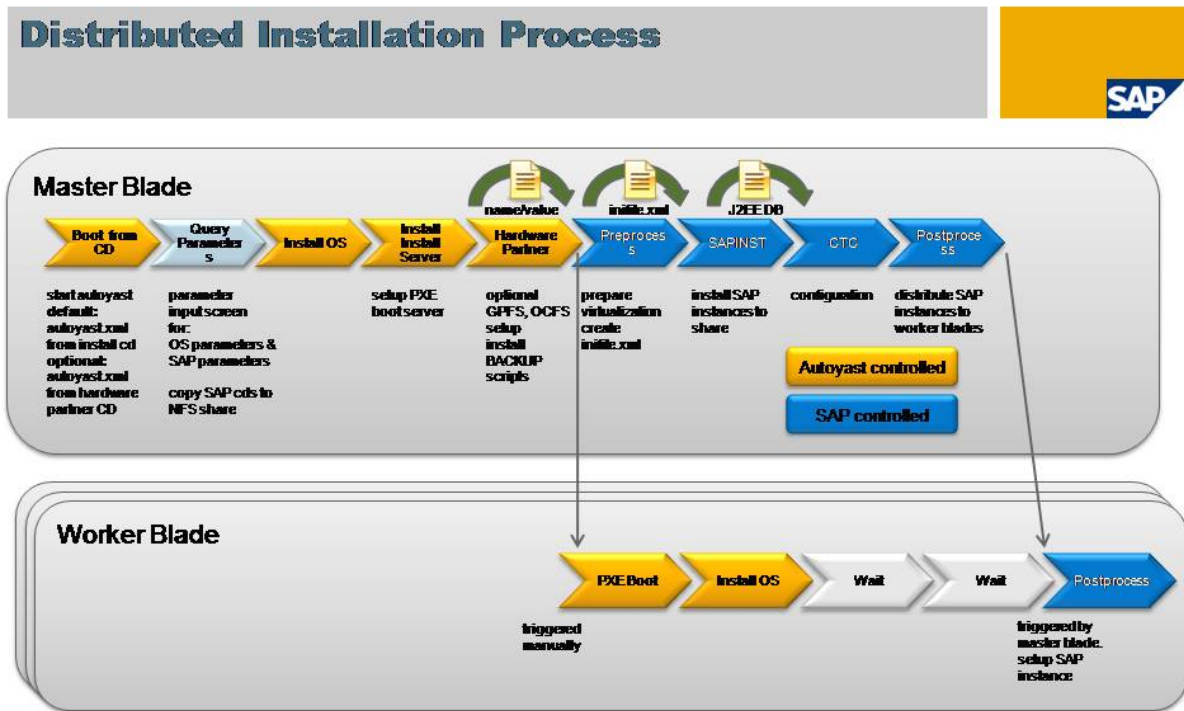 Distributed Installation Process
SAP
Master Blade
name/value
inifile.xml
J2EE DB
Boot from
CD
Query
Parameter
s
Install OS
Install
Install
Server
Hardware
Partner
Preproces
s
SAPINST
CTC
Postproce
ss
start autoyast
default:
autoyast.xml
from install cd
optional:
autoyast.xml
from hardware
partner CD
parameter
input screen
for:
OS parameters &
SAP parameters
copy SAP cds to
NFS share
setup PXE
boot server
optional
GPFS, OCFS
setup
install
BACKUP
scripts
prepare
virtualization
create
inifile.xml
install SAP
instances to
share
configuration
distribute SAP
instances to
worker blades
Autoyast controlled
SAP controlled
Worker Blade
PXE Boot
Install OS
Wait
Wait
Postprocess
triggered
manually
triggered by
master blade.
setup SAP
instance